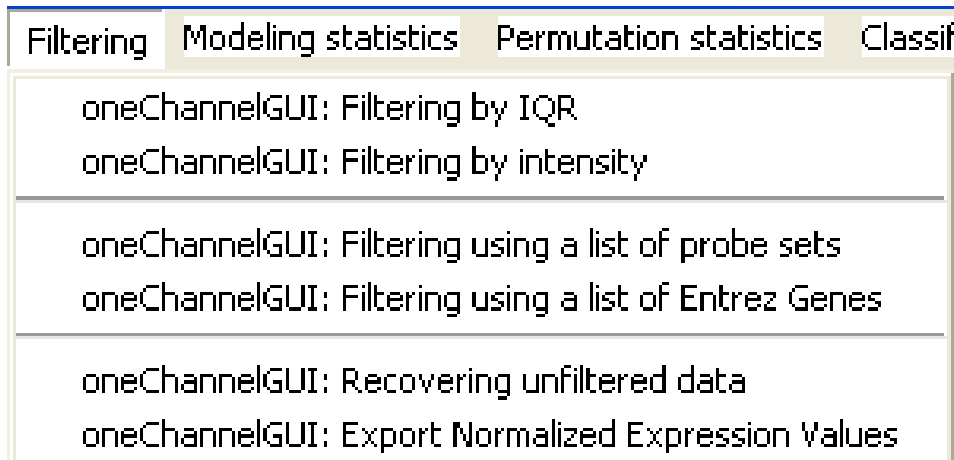 Filtering Modeling statistics Permutation statistics Classif
oneChannelGUI: Filtering by IQR
oneChannelGUI: Filtering by intensity
oneChannelGUI: Filtering using a list of probe sets
oneChannelGUI: Filtering using a list of Entrez Genes
oneChannelGUI: Recovering unfiltered data
oneChannelGUI: Export Normalized Expression Values